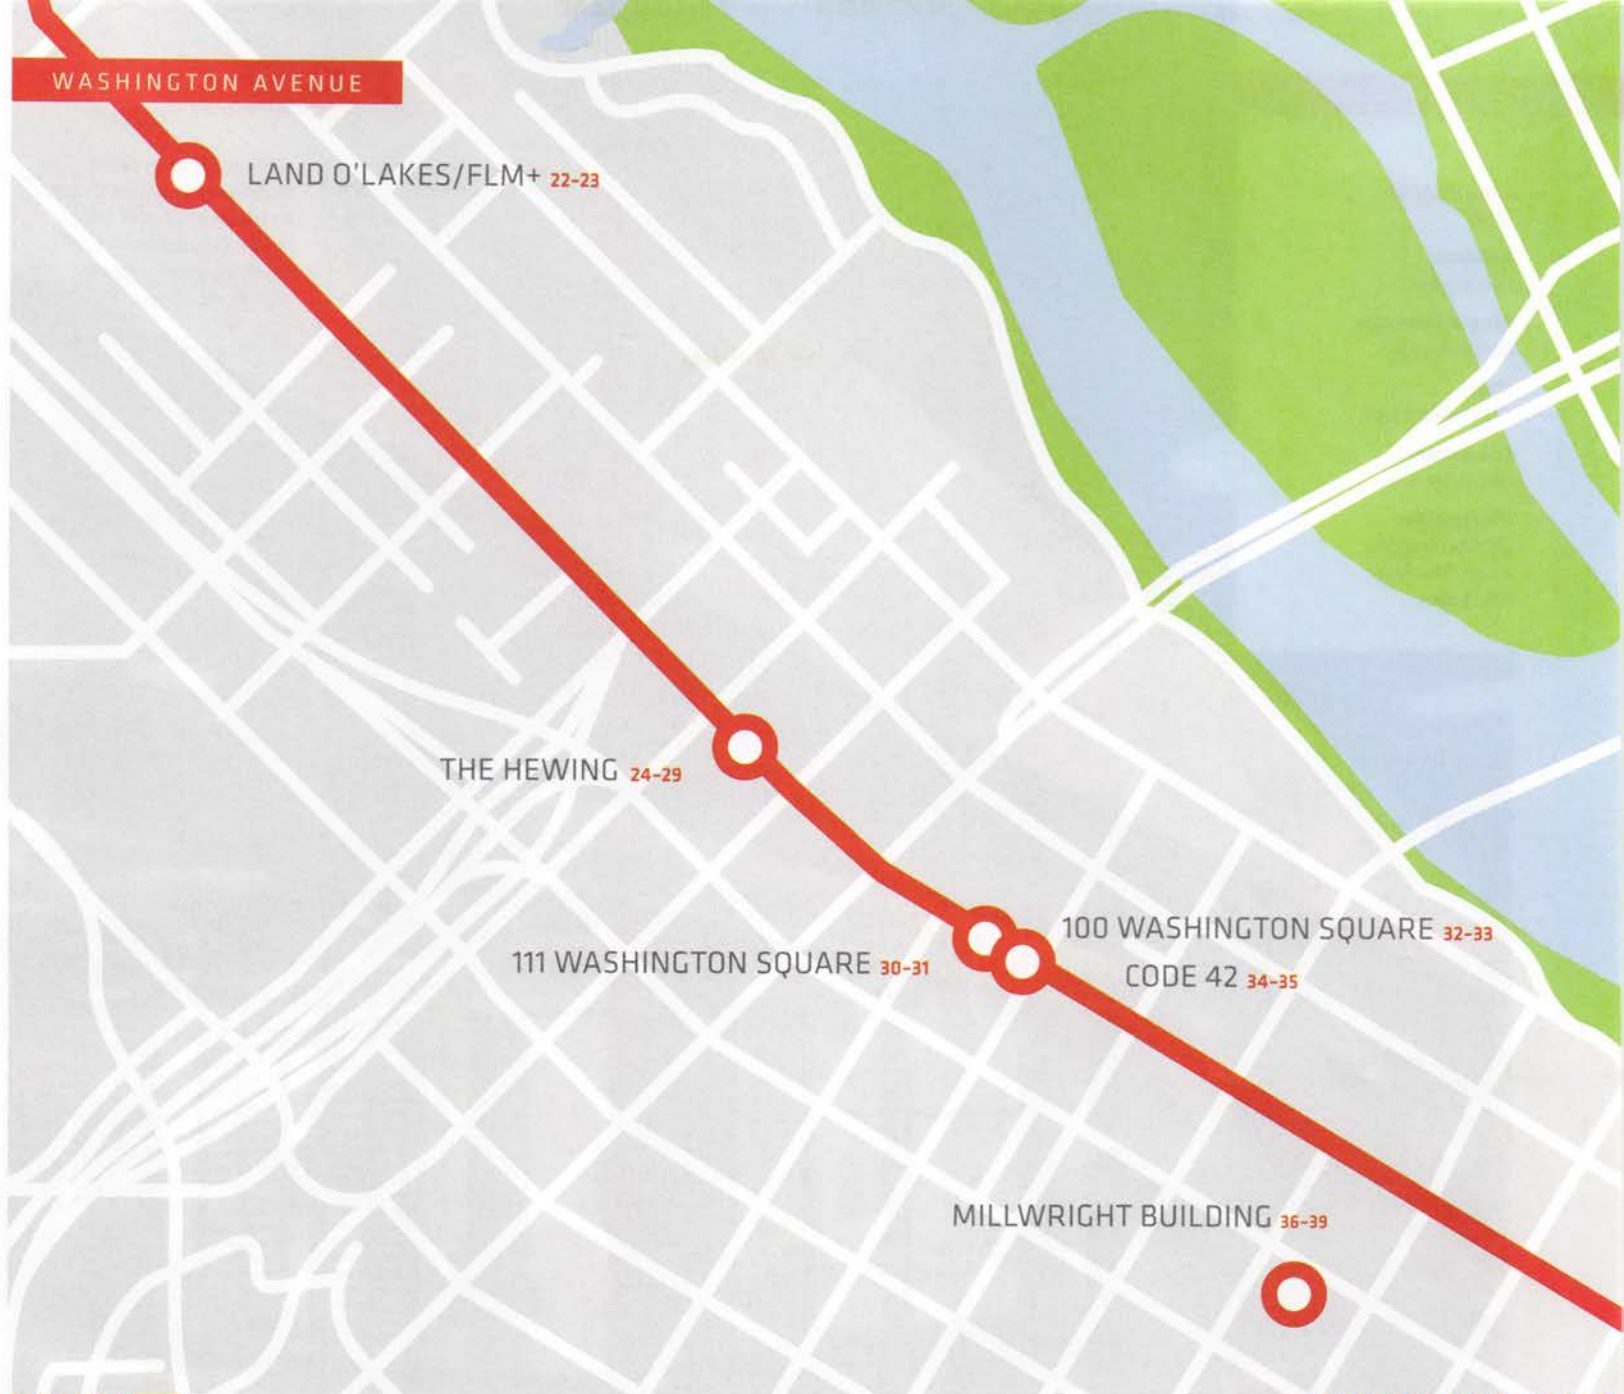 WASHINGTON AVENUE
LAND O'LAKES/FLM+ 22-23
THE HEWING 24-29
100 WASHINGTON SQUARE 32-33
111 WASHINGTON SQUARE 30-31
CODE 42 34-35
MILLWRIGHT BUILDING 36-39